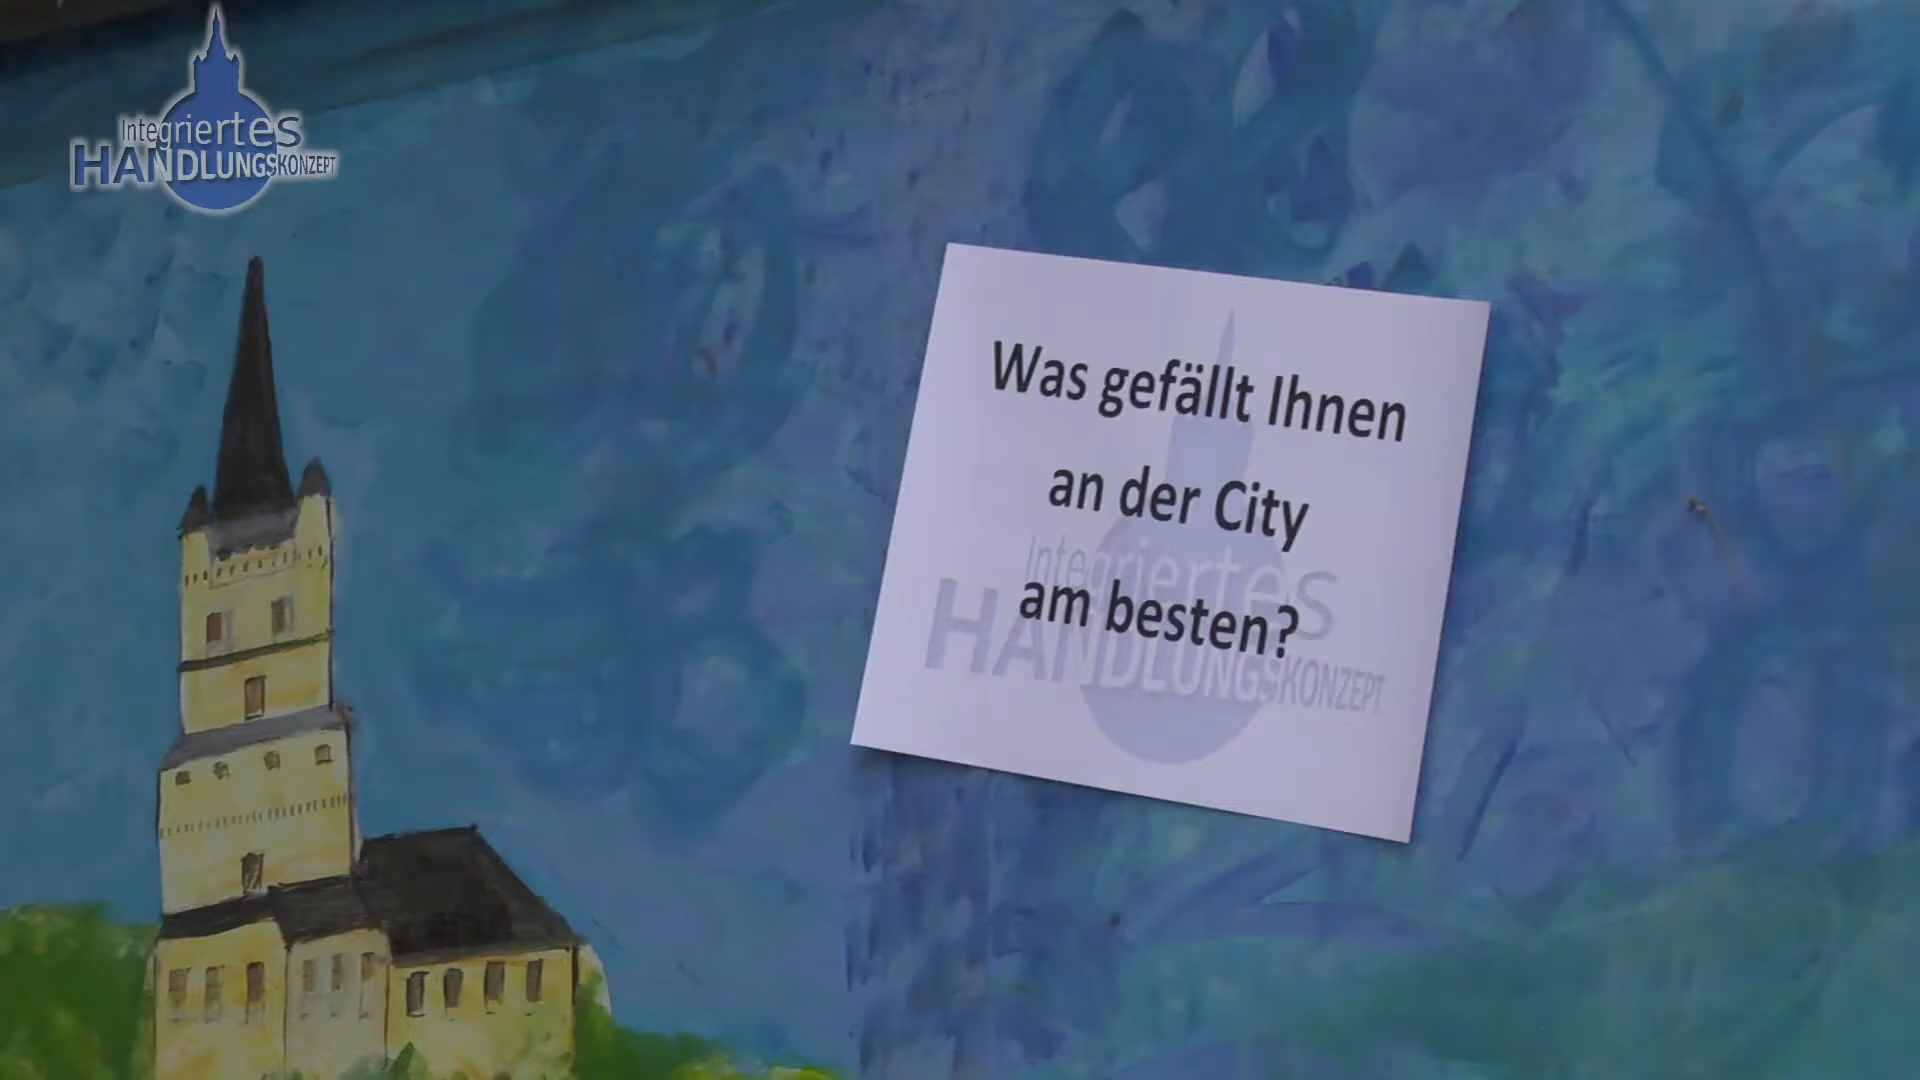 Integriertes
HANDLUNGSKONZEPT
Was gefällt Ihnen
an der City
am besten?
Integriertes
HANDLUNGSKONZEPT